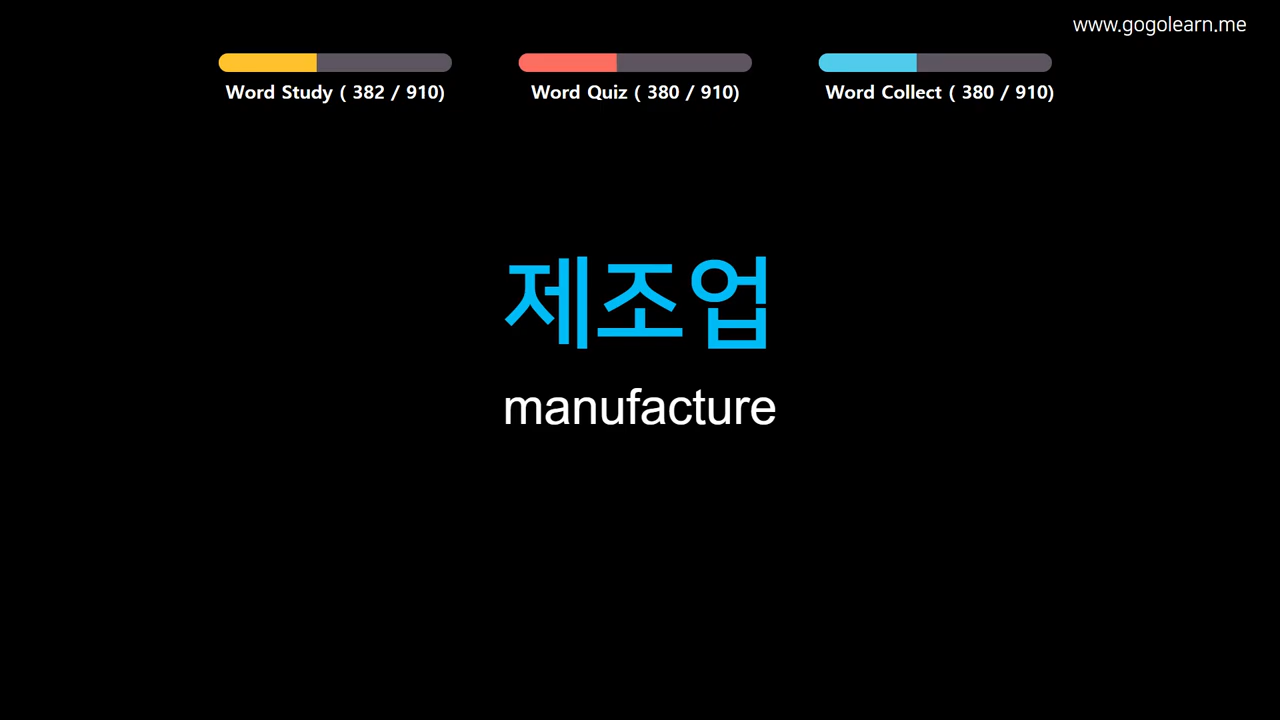 www.gogolearn.me
Word Study ( 382 / 910)
Word Quiz ( 380 / 910)
Word Collect ( 380 / 910)
제조업
manufacture